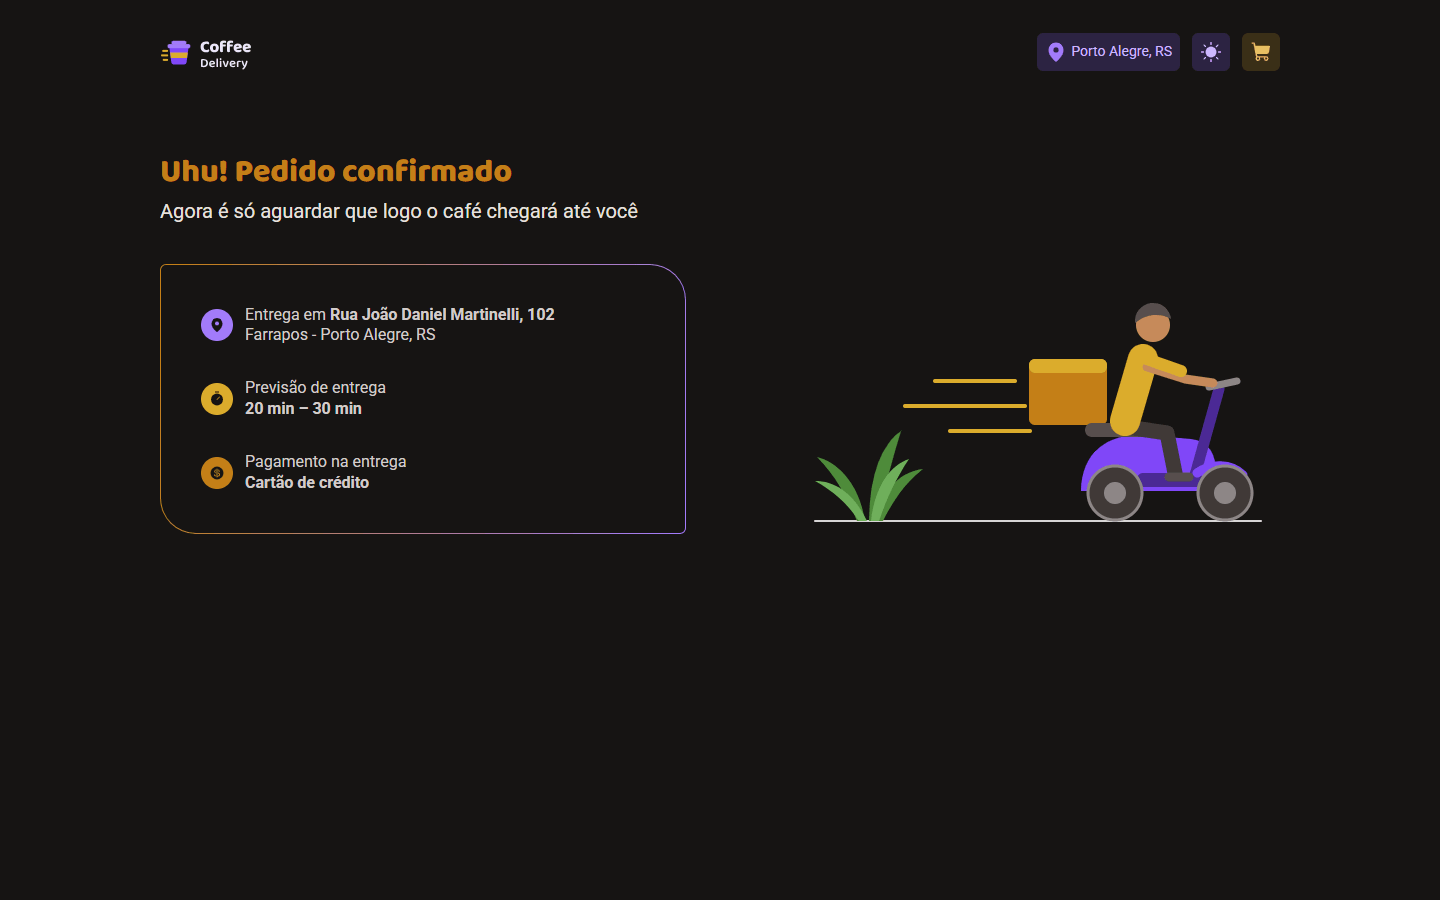 Coffee
Delivery
Porto Alegre, RS
Uhu! Pedido confirmado
Agora é só aguardar que logo o café chegará até você
Entrega em Rua João Daniel Martinelli, 102
Farrapos - Porto Alegre, RS
Previsão de entrega
20 min – 30 min
Pagamento na entrega
Cartão de crédito